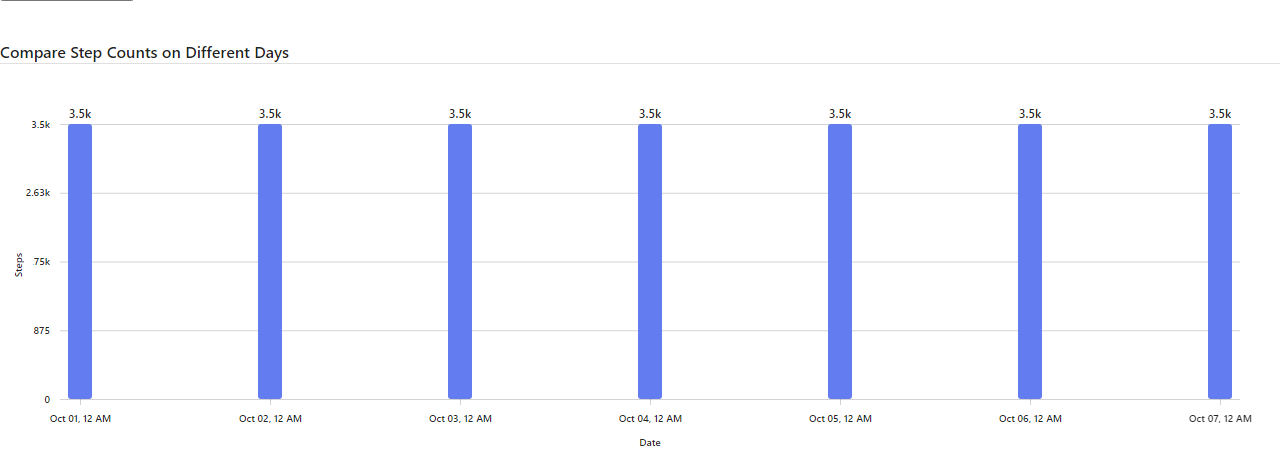 Compare Step Counts on Different Days
3.5k 3.5k 3.5k 3.5k 3.5k 3.5k 3.5k
3.5k
2.63k
.75k
875
0
Steps
Oct 01, 12 AM Oct 02, 12 AM Oct 03, 12 AM Oct 04, 12 AM Oct 05, 12 AM Oct 06, 12 AM Oct 07, 12 AM
Date